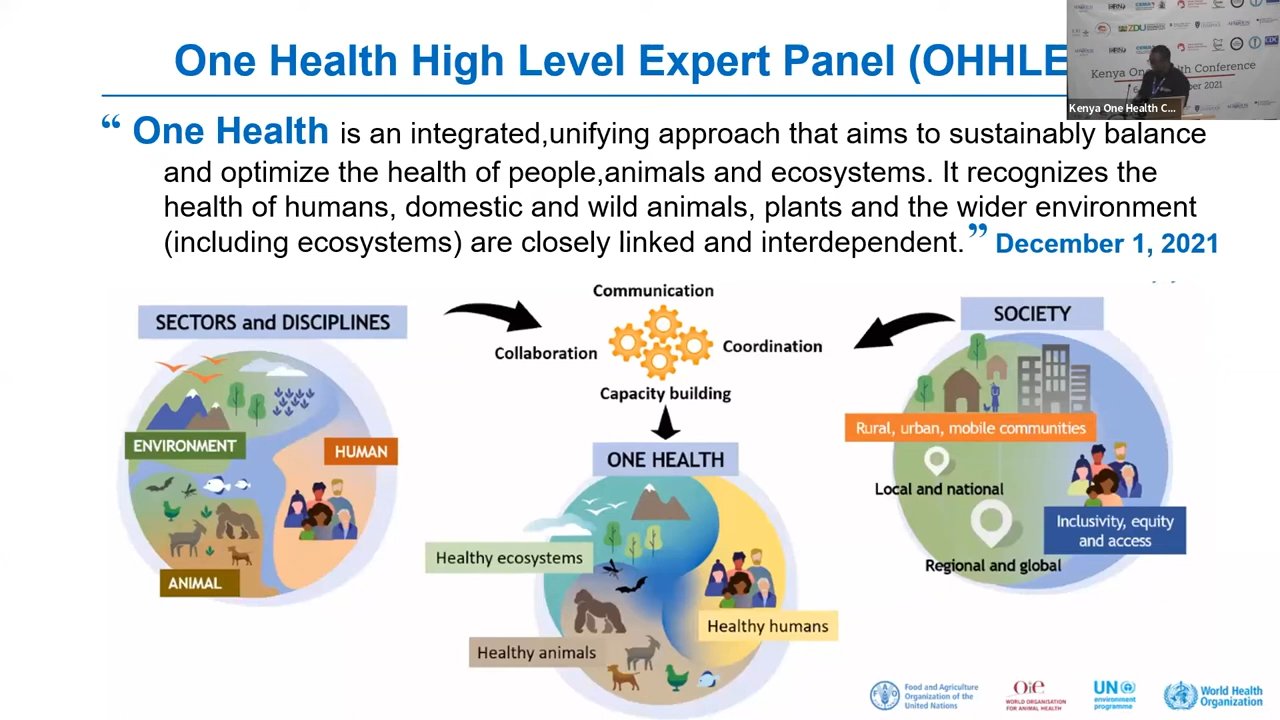 One Health High Level Expert Panel (OHHLE
“ One Health is an integrated,unifying approach that aims to sustainably balance
and optimize the health of people,animals and ecosystems. It recognizes the
health of humans, domestic and wild animals, plants and the wider environment
(including ecosystems) are closely linked and interdependent. ” December 1, 2021
Kenya One Health Conference
2021
Kenya One Health C...
SECTORS and DISCIPLINES
ENVIRONMENT
HUMAN
ANIMAL
Communication
Collaboration
Coordination
Capacity building
ONE HEALTH
Healthy ecosystems
Healthy animals
Healthy humans
SOCIETY
Rural, urban, mobile communities
Local and national
Inclusivity, equity
and access
Regional and global
Food and Agriculture
Organization of the
United Nations
OiE
WORLD ORGANISATION
FOR ANIMAL HEALTH
UN
environment
programme
World Health
Organization